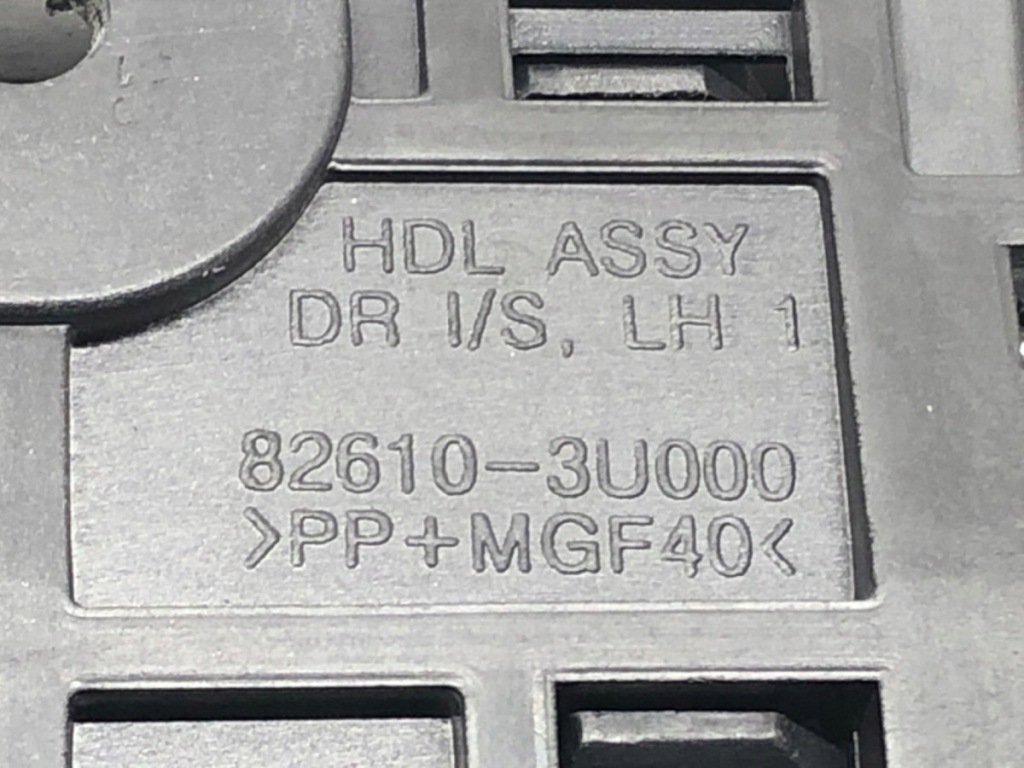 HDL ASSY
DR I/S, LH 1
82610-3U000
>PP+MGF40<